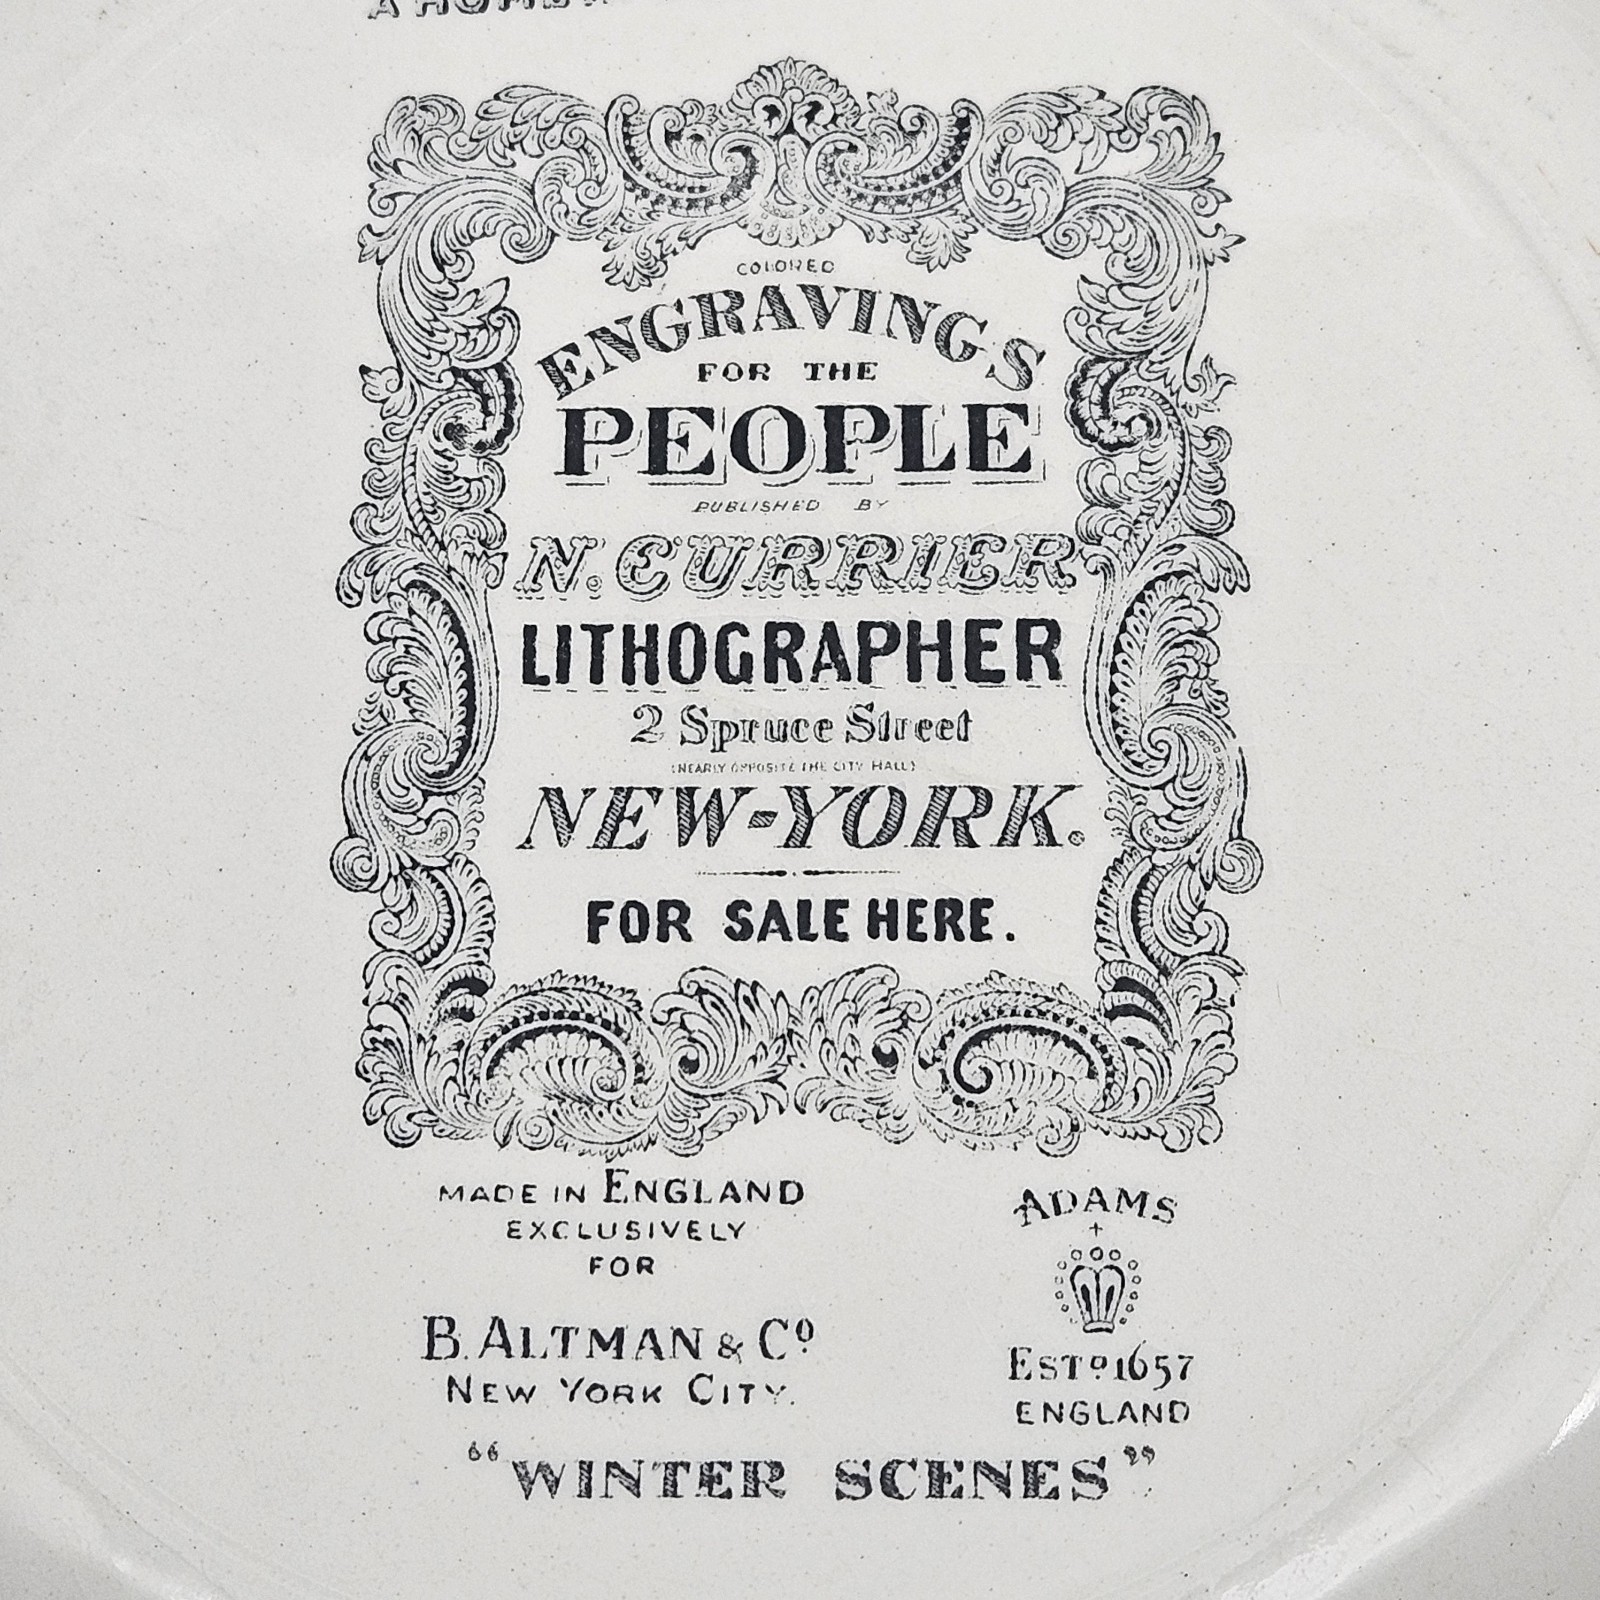 COLORED
ENGRAVINGS
FOR THE
PEOPLE
PUBLISHED BY
N. CURRIER
LITHOGRAPHER
2 Spruce Street
(NEARLY OPPOSITE THE CITY HALL)
NEW-YORK.
FOR SALE HERE.
MADE IN ENGLAND
EXCLUSIVELY
FOR
B. ALTMAN & Cº
NEW YORK CITY.
ADAMS
ESTº 1657
ENGLAND
"WINTER SCENES"